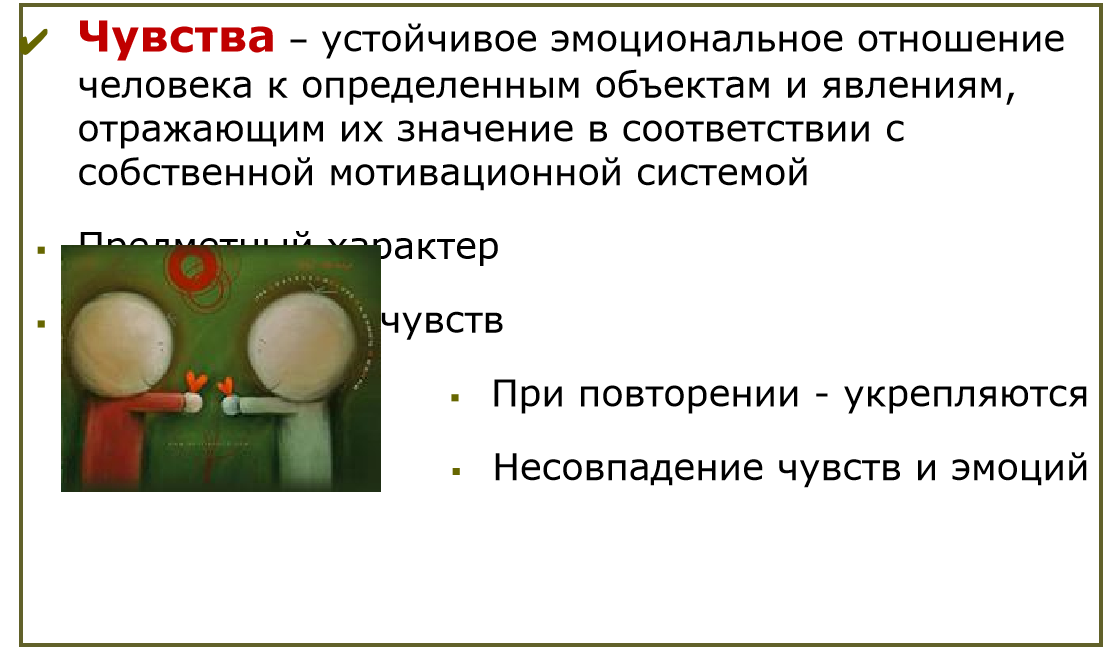 ✔ Чувства – устойчивое эмоциональное отношение
человека к определенным объектам и явлениям,
отражающим их значение в соответствии с
собственной мотивационной системой
▪ Предметный характер
▪ чувств
▪ При повторении - укрепляются
▪ Несовпадение чувств и эмоций